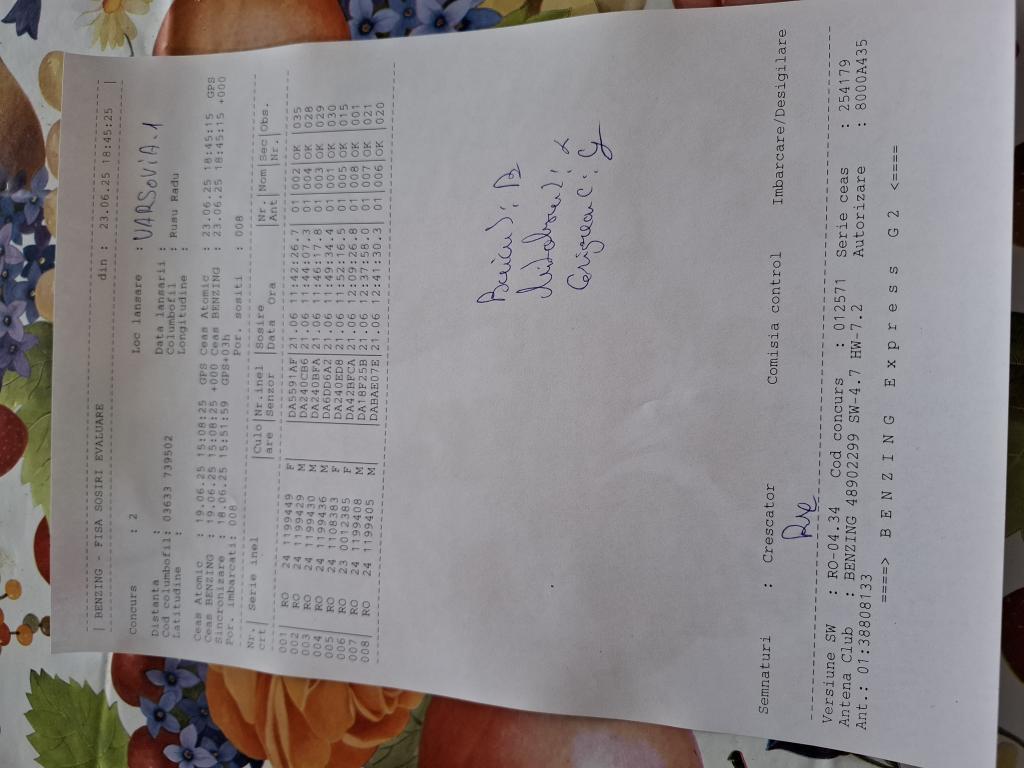 BENZING - FISA SOSIRI EVALUARE din : 23.06.25 18:45:25
Concurs : 2 Loc lansare : VARSOVIA.1
Distanta : Data lansarii :
Cod columbofil: 03633 739502 Columbofil : Rusu Radu
Latitudine : Longitudine :
Ceas Atomic : 19.06.25 15:08:25 GPS Ceas Atomic : 23.06.25 18:45:15 GPS
Ceas BENZING : 19.06.25 15:08:25 +000 Ceas BENZING : 23.06.25 18:45:15 +000
Sincronizare : 18.06.25 15:51:59 GPS+03h
Por. imbarcati: 008 Por. sositi : 008
Nr.| Serie inel |Culo|Nr.inel |Sosire |Nr. |Nom|Sec|Obs.
crt| |are |Senzor |Data Ora |Ant| |Nr.|
001| RO 24 1199449 F |DA5591AF|21.06 11:42:26.7| 01|002|OK |035
002| RO 24 1199429 M |DA240CB6|21.06 11:44:07.3| 01|004|OK |028
003| RO 24 1199430 M |DA240BFA|21.06 11:46:17.8| 01|003|OK |029
004| RO 24 1199436 M |DA6DD6A2|21.06 11:49:34.4| 01|001|OK |030
005| RO 24 1108383 F |DA240ED8|21.06 11:52:16.5| 01|005|OK |015
006| RO 23 0012385 F |DA42BFCA|21.06 12:09:26.8| 01|008|OK |001
007| RO 24 1199408 M |DA18F25B|21.06 12:37:58.0| 01|007|OK |021
008| RO 24 1199405 M |DABAE07E|21.06 12:41:30.3| 01|006|OK |020
Semnaturi : Crescator Comisia control Imbarcare/Desigilare
Versiune SW : RO-04.34 Cod concurs : 012571 Serie ceas : 254179
Antena Club : BENZING 48902299 SW-4.7 HW-7.2 Autorizare : 8000A435
Ant.: 01:38808133
====> B E N Z I N G E x p r e s s G 2 <====